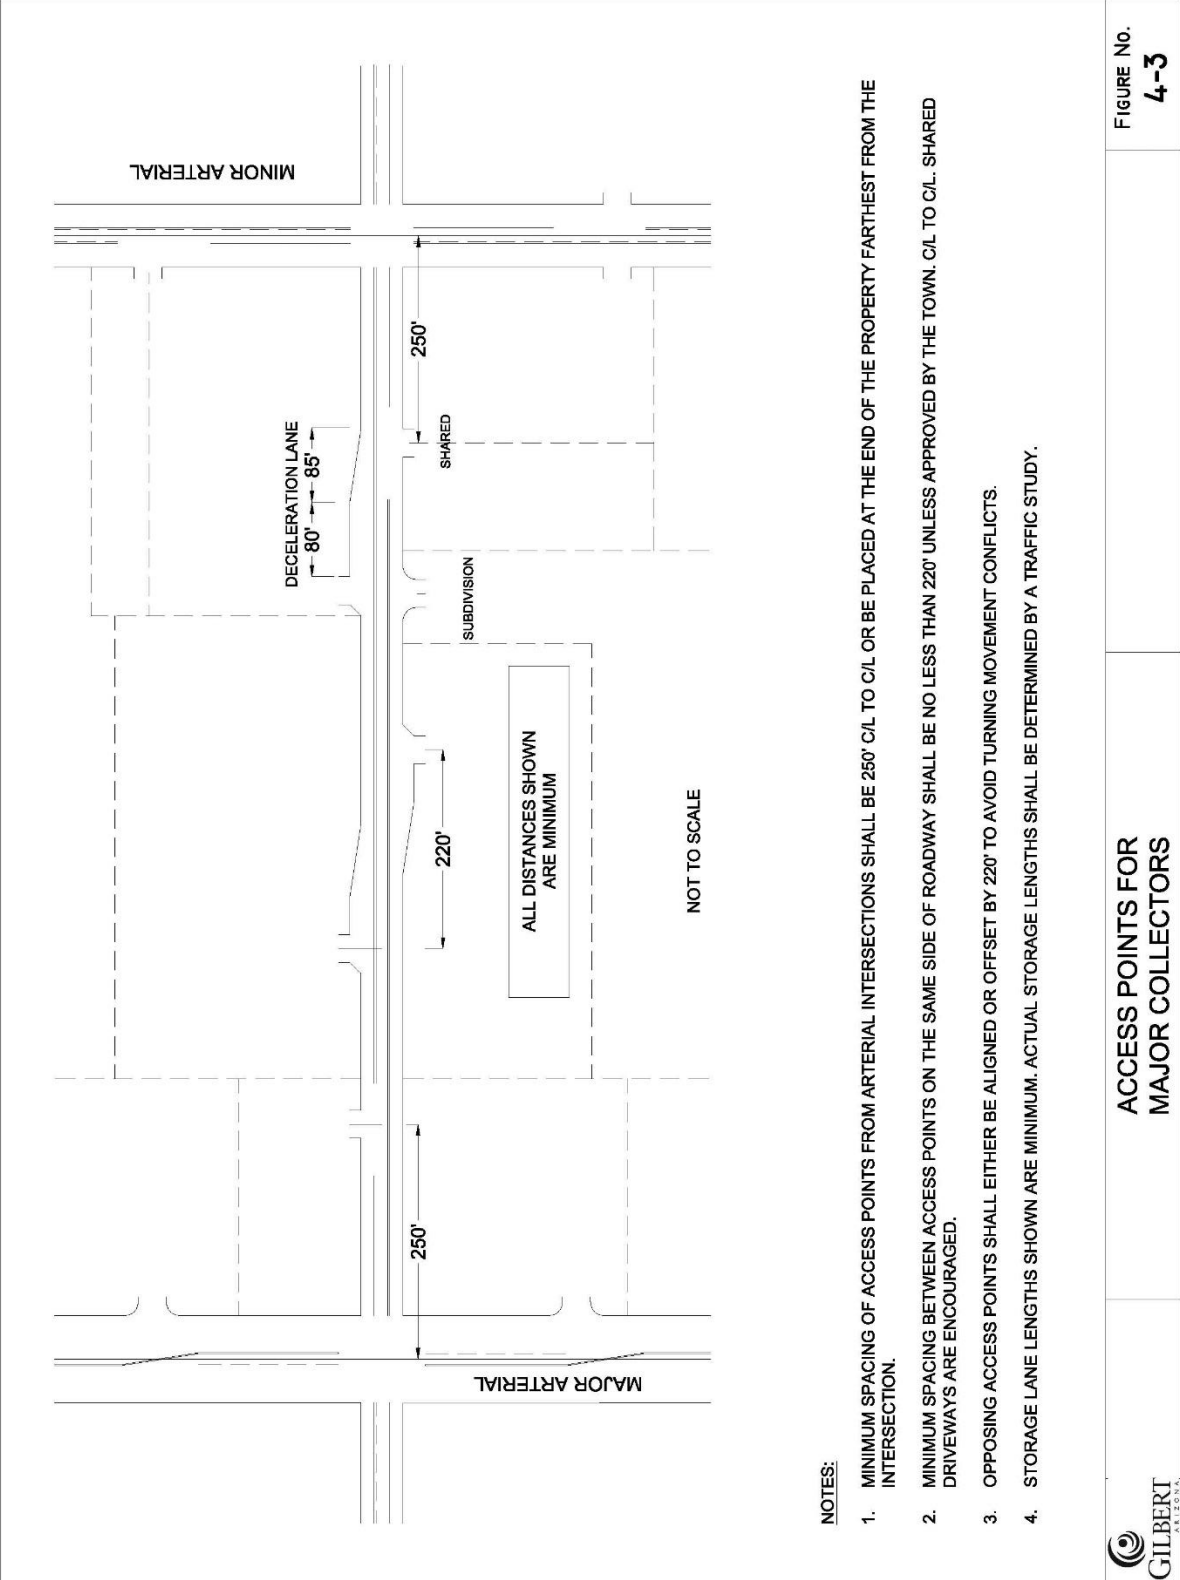 MAJOR ARTERIAL
MINOR ARTERIAL
DECELERATION LANE
80'
85'
250'
250'
SHARED
SUBDIVISION
220'
ALL DISTANCES SHOWN
ARE MINIMUM
NOT TO SCALE
NOTES:
1. MINIMUM SPACING OF ACCESS POINTS FROM ARTERIAL INTERSECTIONS SHALL BE 250' C/L TO C/L OR BE PLACED AT THE END OF THE PROPERTY FARTHEST FROM THE
INTERSECTION.
2. MINIMUM SPACING BETWEEN ACCESS POINTS ON THE SAME SIDE OF ROADWAY SHALL BE NO LESS THAN 220' UNLESS APPROVED BY THE TOWN. C/L TO C/L. SHARED
DRIVEWAYS ARE ENCOURAGED.
3. OPPOSING ACCESS POINTS SHALL EITHER BE ALIGNED OR OFFSET BY 220' TO AVOID TURNING MOVEMENT CONFLICTS.
4. STORAGE LANE LENGTHS SHOWN ARE MINIMUM. ACTUAL STORAGE LENGTHS SHALL BE DETERMINED BY A TRAFFIC STUDY.
GILBERT
ARIZONA
ACCESS POINTS FOR
MAJOR COLLECTORS
FIGURE No.
4-3